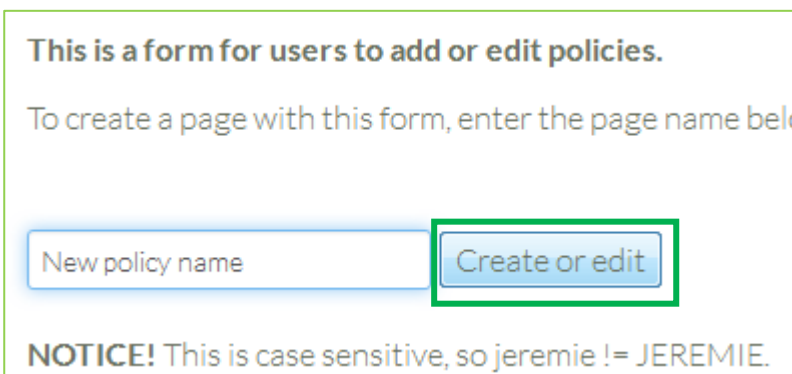 This is a form for users to add or edit policies.
To create a page with this form, enter the page name
New policy name Create or edit
NOTICE! This is case sensitive, so jeremie != JEREMIE.